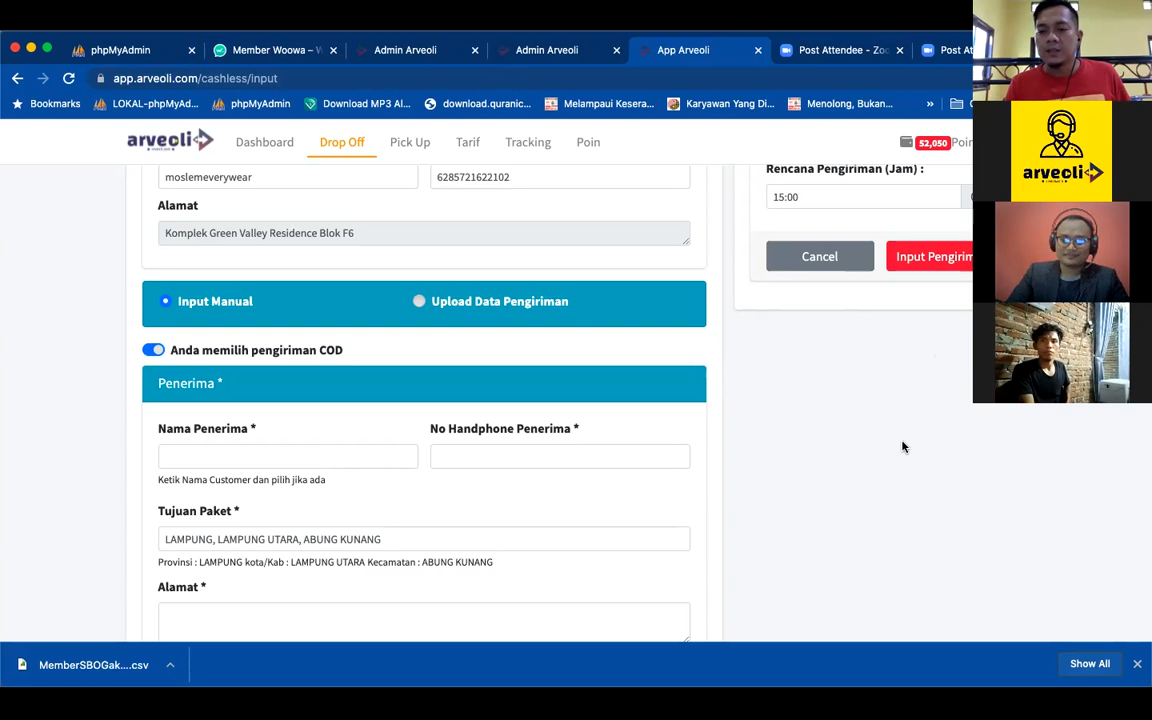 phpMyAdmin
Member Woowa – W
Admin Arveoli
Admin Arveoli
App Arveoli
Post Attendee - Zoo
Post At
app.arveoli.com/cashless/input
Bookmarks
LOKAL-phpMyAd...
phpMyAdmin
Download MP3 Al...
download.quranic...
Melampaui Kesera...
Karyawan Yang Di...
Menolong, Bukan...
»
arveoli
Dashboard
Drop Off
Pick Up
Tarif
Tracking
Poin
52,050
Poin
arveoli
moslemeverywear
6285721622102
Alamat
Komplek Green Valley Residence Blok F6
Rencana Pengiriman (Jam) :
15:00
Cancel
Input Pengirim
Input Manual
Upload Data Pengiriman
Anda memilih pengiriman COD
Penerima *
Nama Penerima *
No Handphone Penerima *
Ketik Nama Customer dan pilih jika ada
Tujuan Paket *
LAMPUNG, LAMPUNG UTARA, ABUNG KUNANG
Provinsi : LAMPUNG kota/Kab : LAMPUNG UTARA Kecamatan : ABUNG KUNANG
Alamat *
MemberSBOGak....csv
Show All